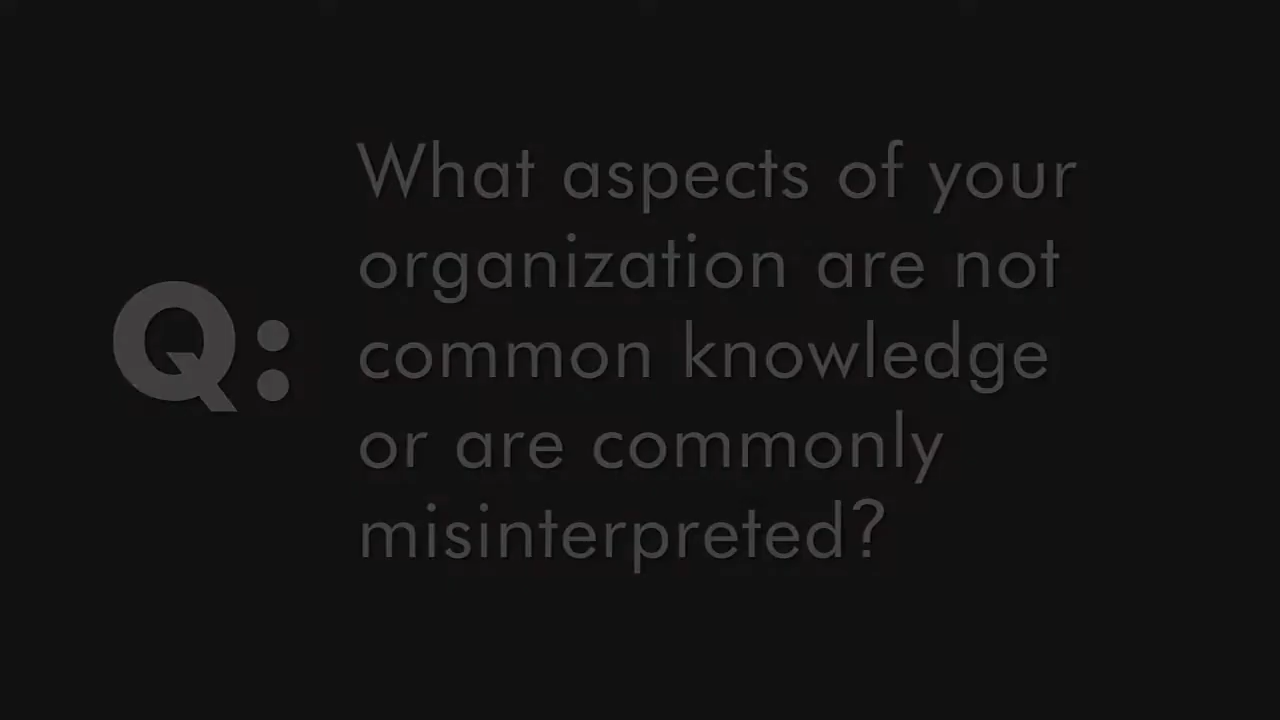 Q:
What aspects of your
organization are not
common knowledge
or are commonly
misinterpreted?